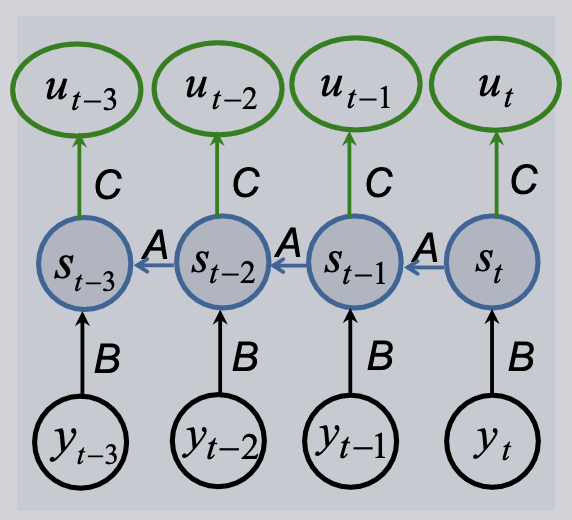 u_{t−3} u_{t−2} u_{t−1} u_t
C C C C
s_{t−3} A s_{t−2} A s_{t−1} A s_t
B B B B
y_{t−3} y_{t−2} y_{t−1} y_t